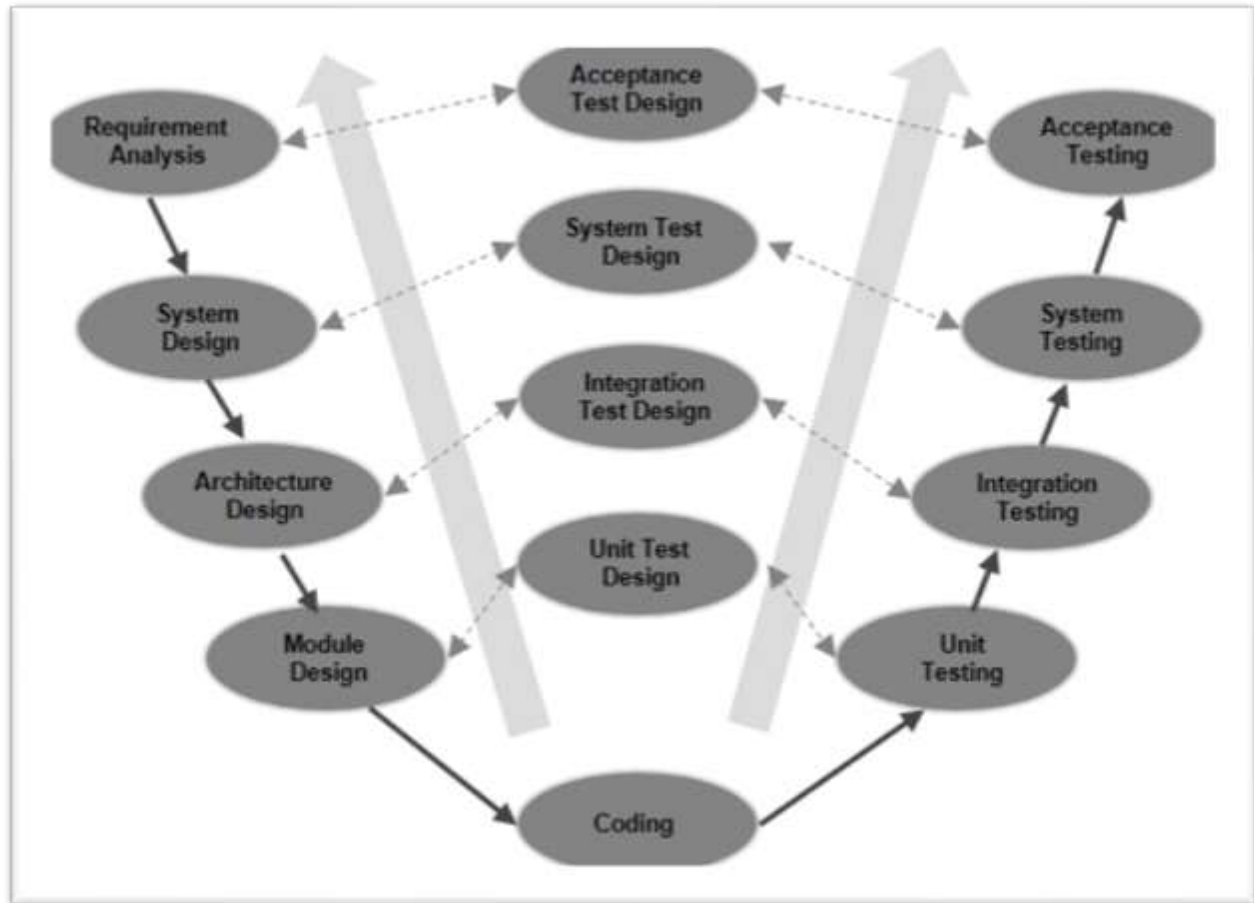 Acceptance
Test Design
Requirement
Analysis
Acceptance
Testing
System Test
Design
System
Design
System
Testing
Integration
Test Design
Architecture
Design
Integration
Testing
Unit Test
Design
Module
Design
Unit
Testing
Coding